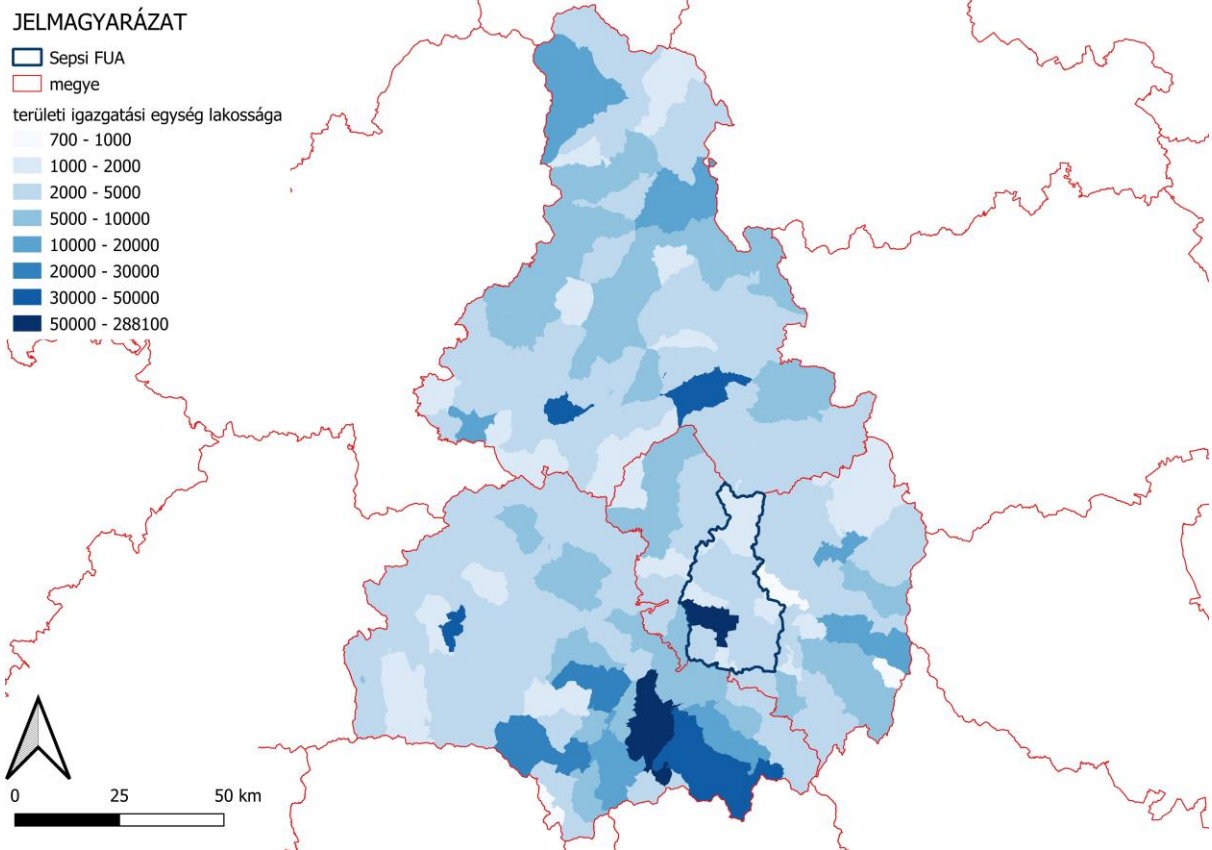 JELMAGYARÁZAT
Sepsi FUA
megye
területi igazgatási egység lakossága
700 - 1000
1000 - 2000
2000 - 5000
5000 - 10000
10000 - 20000
20000 - 30000
30000 - 50000
50000 - 288100
0 25 50 km